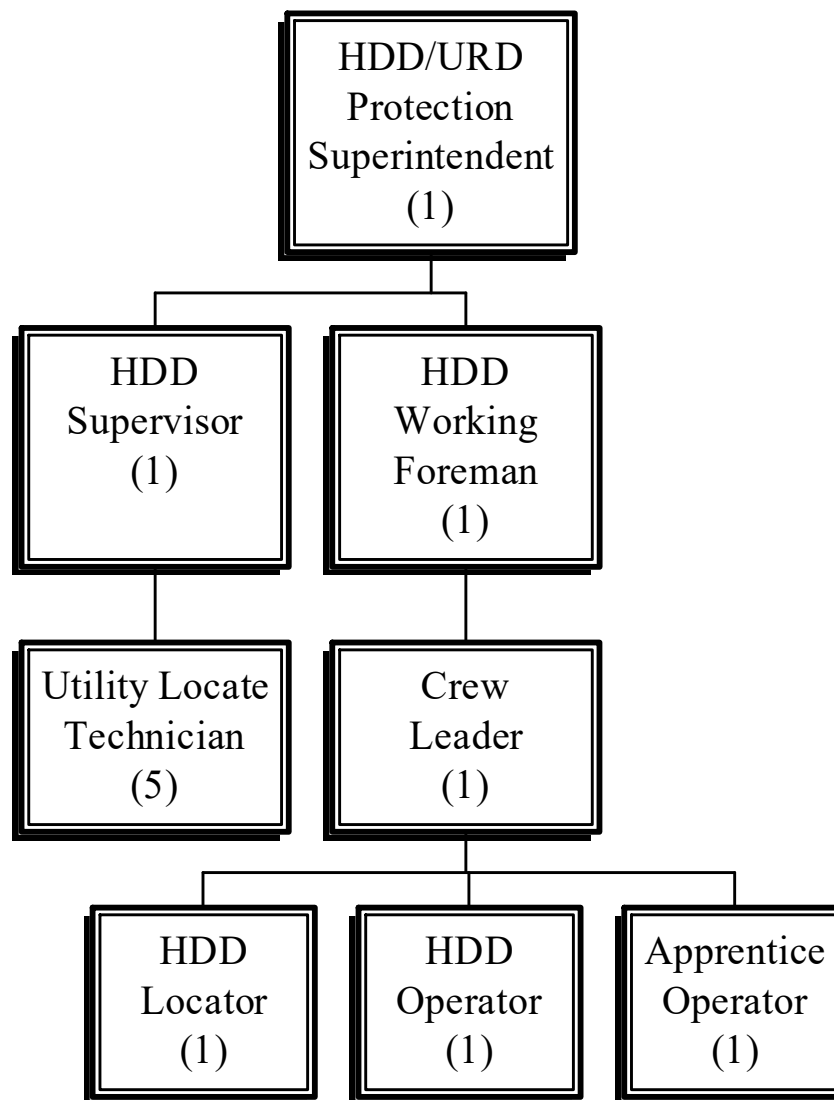 HDD/URD
Protection
Superintendent
(1)
HDD
Supervisor
(1)
HDD
Working
Foreman
(1)
Utility Locate
Technician
(5)
Crew
Leader
(1)
HDD
Locator
(1)
HDD
Operator
(1)
Apprentice
Operator
(1)